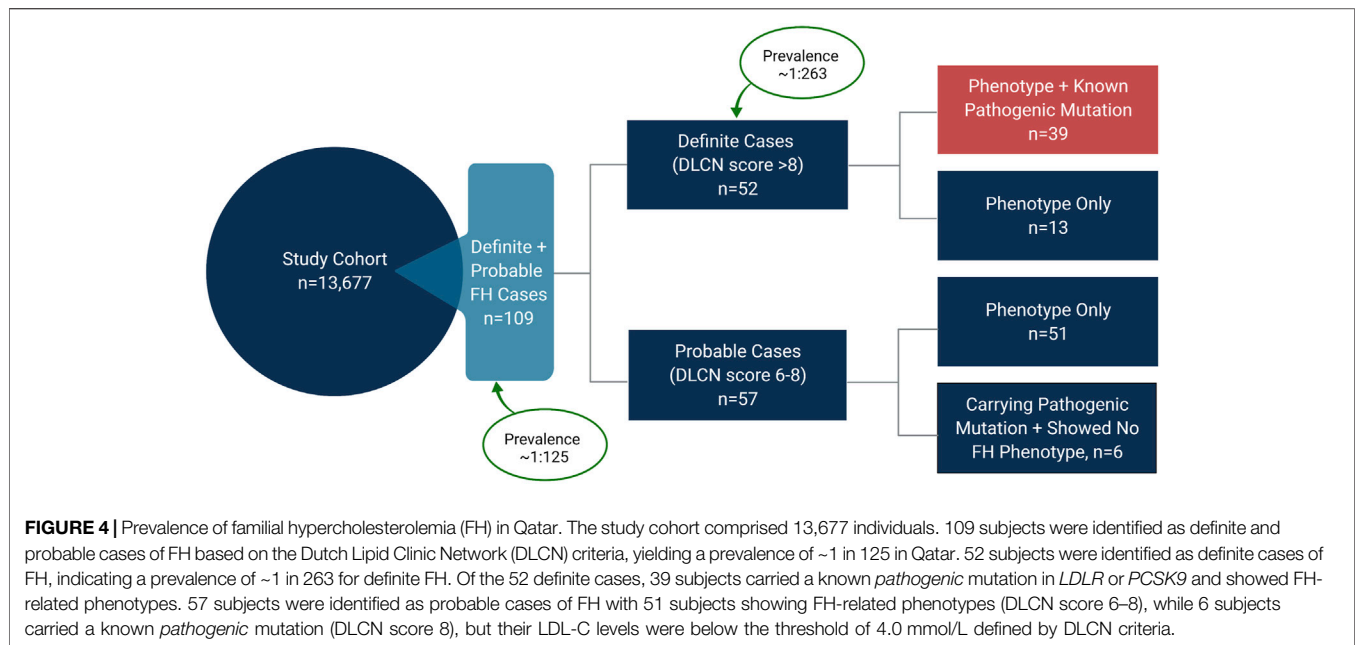 Prevalence
~1:263
Phenotype + Known
Pathogenic Mutation
n=39
Definite Cases
(DLCN score >8)
n=52
Phenotype Only
n=13
Study Cohort
n=13,677
Definite +
Probable
FH Cases
n=109
Phenotype Only
n=51
Probable Cases
(DLCN score 6-8)
n=57
Carrying Pathogenic
Mutation + Showed No
FH Phenotype, n=6
Prevalence
~1:125
FIGURE 4 | Prevalence of familial hypercholesterolemia (FH) in Qatar. The study cohort comprised 13,677 individuals. 109 subjects were identified as definite and
probable cases of FH based on the Dutch Lipid Clinic Network (DLCN) criteria, yielding a prevalence of ~1 in 125 in Qatar. 52 subjects were identified as definite cases of
FH, indicating a prevalence of ~1 in 263 for definite FH. Of the 52 definite cases, 39 subjects carried a known pathogenic mutation in LDLR or PCSK9 and showed FH-
related phenotypes. 57 subjects were identified as probable cases of FH with 51 subjects showing FH-related phenotypes (DLCN score 6–8), while 6 subjects
carried a known pathogenic mutation (DLCN score 8), but their LDL-C levels were below the threshold of 4.0 mmol/L defined by DLCN criteria.